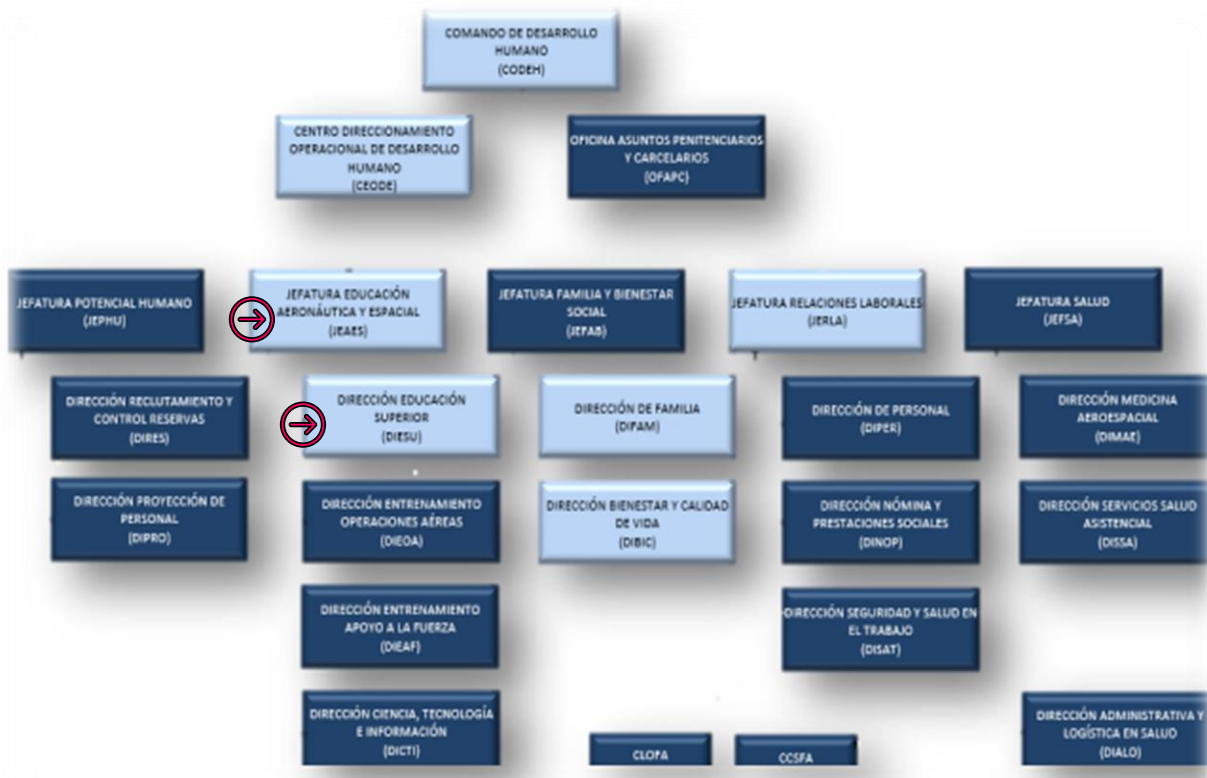 COMANDO DE DESARROLLO
HUMANO
(CODEH)
CENTRO DIRECCIONAMIENTO
OPERACIONAL DE DESARROLLO
HUMANO
(CEODE)
OFICINA ASUNTOS PENITENCIARIOS
Y CARCELARIOS
(OFAPC)
JEFATURA POTENCIAL HUMANO
(JEPHU)
JEFATURA EDUCACIÓN
AERONÁUTICA Y ESPACIAL
(JEAES)
JEFATURA FAMILIA Y BIENESTAR
SOCIAL
(JEFAB)
JEFATURA RELACIONES LABORALES
(JERLA)
JEFATURA SALUD
(JEFSA)
DIRECCIÓN RECLUTAMIENTO Y
CONTROL RESERVAS
(DIRES)
DIRECCIÓN EDUCACIÓN
SUPERIOR
(DIESU)
DIRECCIÓN DE FAMILIA
(DIFAM)
DIRECCIÓN DE PERSONAL
(DIPER)
DIRECCIÓN MEDICINA
AEROESPACIAL
(DIMAE)
DIRECCIÓN PROYECCIÓN DE
PERSONAL
(DIPRO)
DIRECCIÓN ENTRENAMIENTO
OPERACIONES AÉREAS
(DIEOA)
DIRECCIÓN BIENESTAR Y CALIDAD
DE VIDA
(DIBIC)
DIRECCIÓN NÓMINA Y
PRESTACIONES SOCIALES
(DINOP)
DIRECCIÓN SERVICIOS SALUD
ASISTENCIAL
(DISSA)
DIRECCIÓN ENTRENAMIENTO
APOYO A LA FUERZA
(DIEAF)
DIRECCIÓN SEGURIDAD Y SALUD EN
EL TRABAJO
(DISAT)
DIRECCIÓN CIENCIA, TECNOLOGÍA
E INFORMACIÓN
(DICTI)
CLOFA
CCSFA
DIRECCIÓN ADMINISTRATIVA Y
LOGÍSTICA EN SALUD
(DIALO)